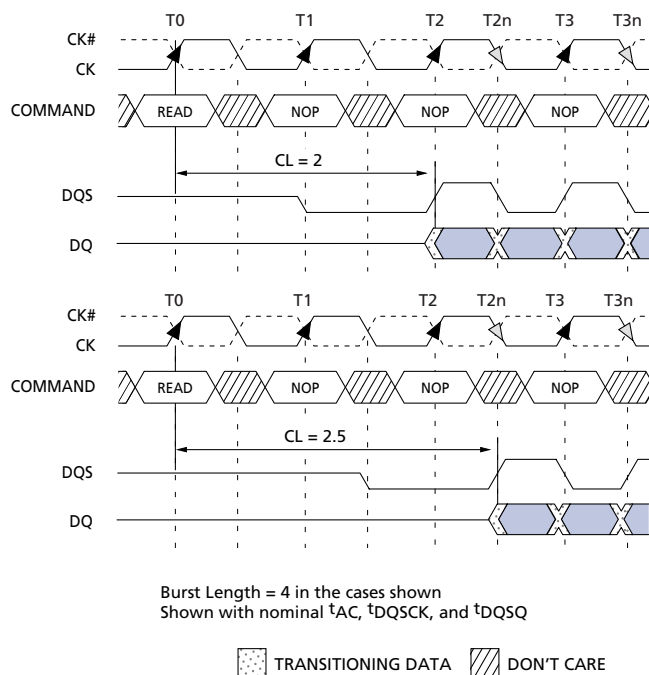 T0 T1 T2 T2n T3 T3n
CK#
CK
COMMAND READ NOP NOP NOP
CL = 2
DQS
DQ
T0 T1 T2 T2n T3 T3n
CK#
CK
COMMAND READ NOP NOP NOP
CL = 2.5
DQS
DQ
Burst Length = 4 in the cases shown
Shown with nominal tAC, tDQSCK, and tDQSQ
TRANSITIONING DATA DON'T CARE